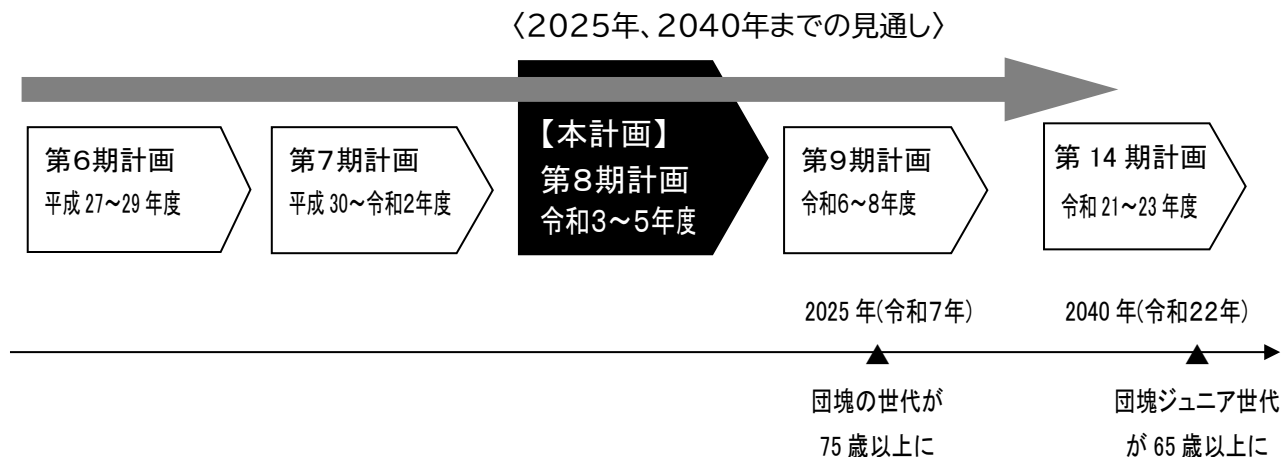 〈2025年、2040年までの見通し〉
第6期計画
平成 27～29 年度
第7期計画
平成 30～令和2年度
【本計画】
第8期計画
令和3～5年度
第9期計画
令和6～8年度
第 14 期計画
令和 21～23 年度
2025 年(令和7年)
2040 年(令和22年)
団塊の世代が
75 歳以上に
団塊ジュニア世代
が 65 歳以上に